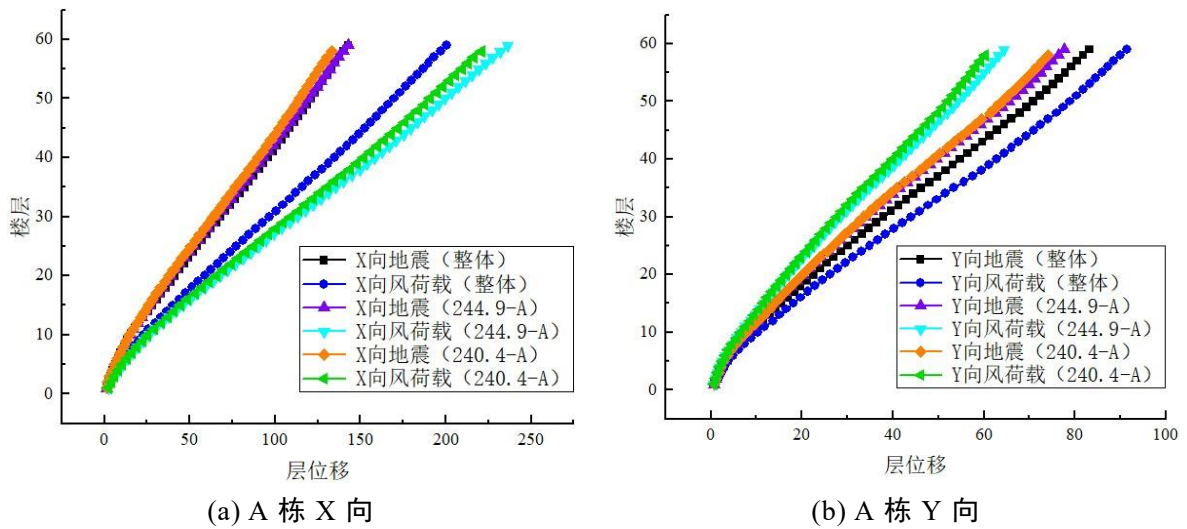 60
50
40
30
20
10
0
楼层
0 50 100 150 200 250
层位移
X向地震（整体）
X向风荷载（整体）
X向地震（244.9-A）
X向风荷载（244.9-A）
X向地震（240.4-A）
X向风荷载（240.4-A）
(a) A 栋 X 向
60
50
40
30
20
10
0
楼层
0 20 40 60 80 100
层位移
Y向地震（整体）
Y向风荷载（整体）
Y向地震（244.9-A）
Y向风荷载（244.9-A）
Y向地震（240.4-A）
Y向风荷载（240.4-A）
(b) A 栋 Y 向